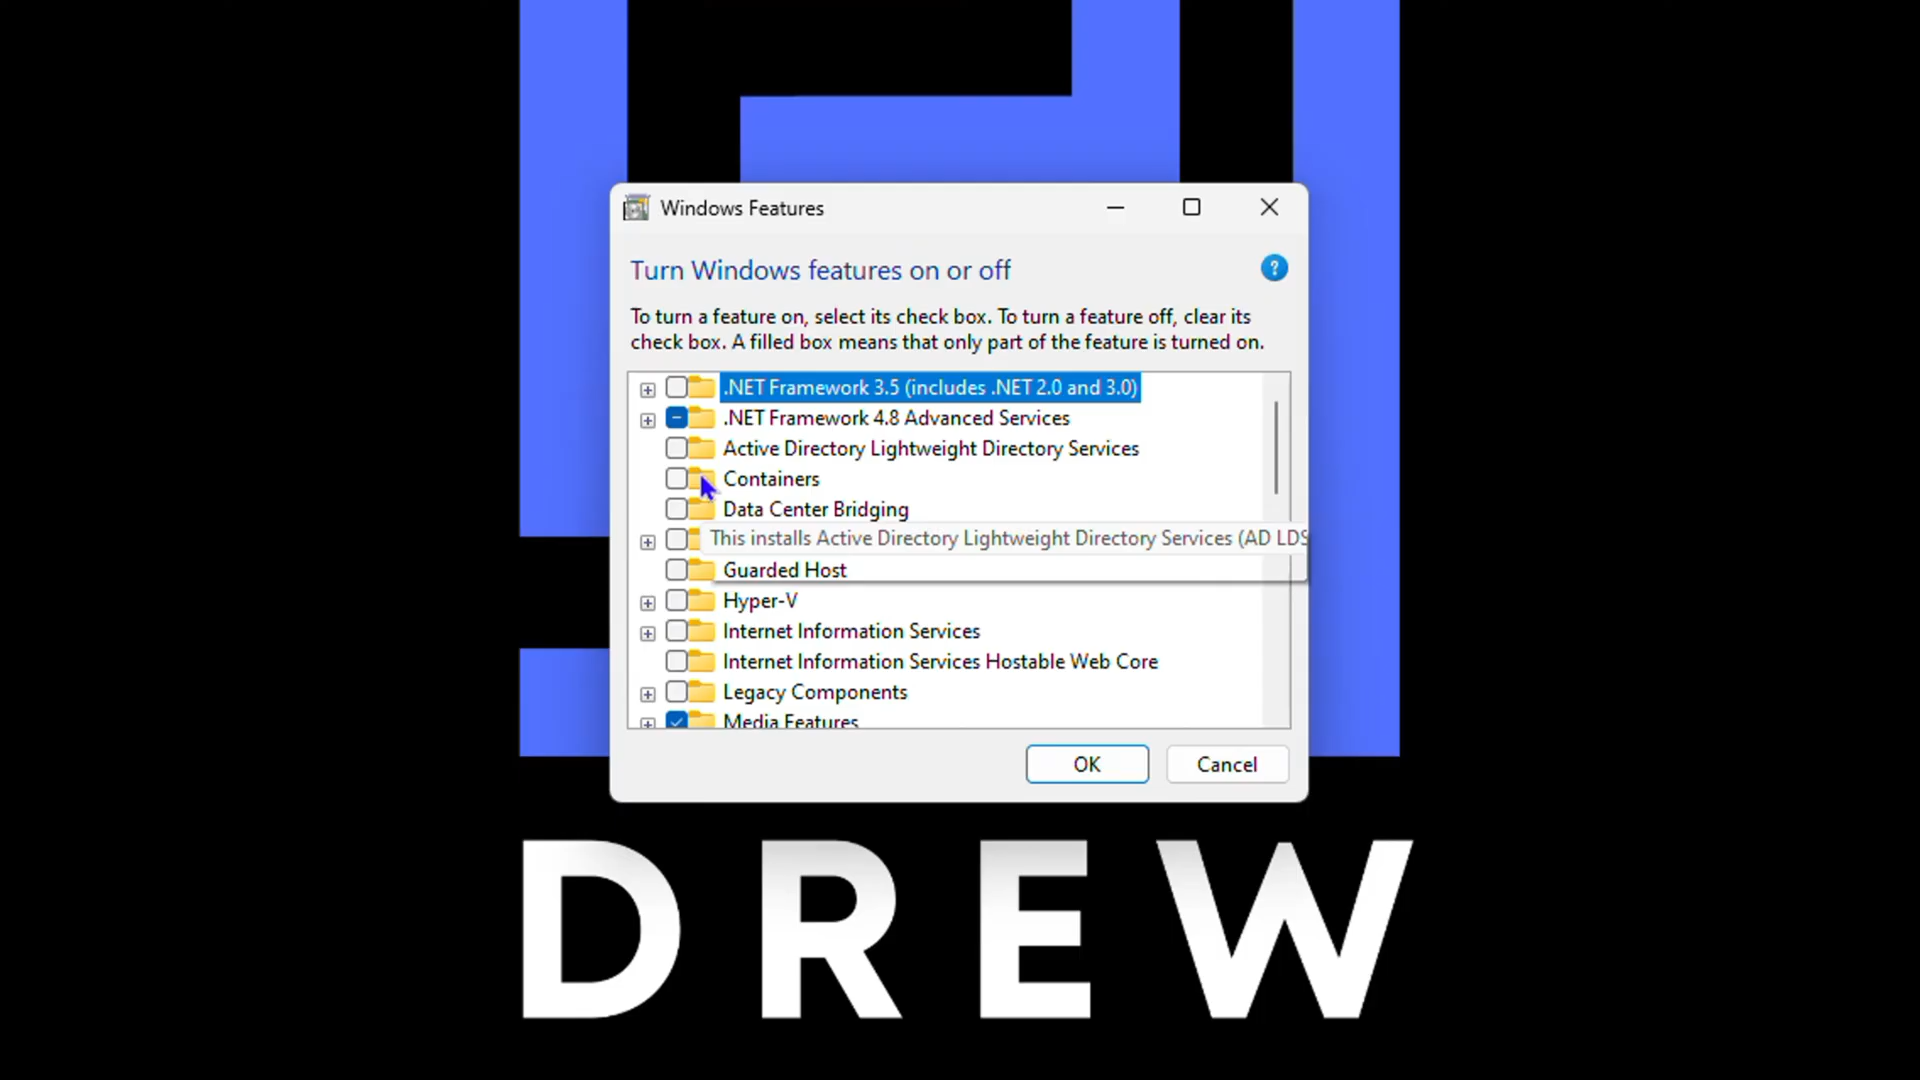 Windows Features
Turn Windows features on or off
?
To turn a feature on, select its check box. To turn a feature off, clear its
check box. A filled box means that only part of the feature is turned on.
.NET Framework 3.5 (includes .NET 2.0 and 3.0)
.NET Framework 4.8 Advanced Services
Active Directory Lightweight Directory Services
Containers
Data Center Bridging
This installs Active Directory Lightweight Directory Services (AD LDS
Guarded Host
Hyper-V
Internet Information Services
Internet Information Services Hostable Web Core
Legacy Components
Media Features
OK
Cancel
DREW